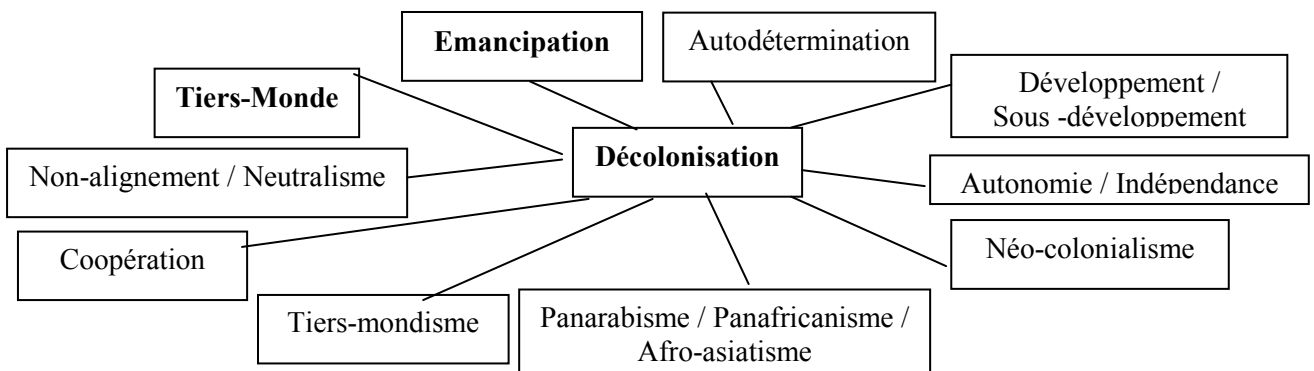 Emancipation
Autodétermination
Tiers-Monde
Développement /
Sous -développement
Décolonisation
Non-alignement / Neutralisme
Autonomie / Indépendance
Coopération
Néo-colonialisme
Tiers-mondisme
Panarabisme / Panafricanisme /
Afro-asiatisme